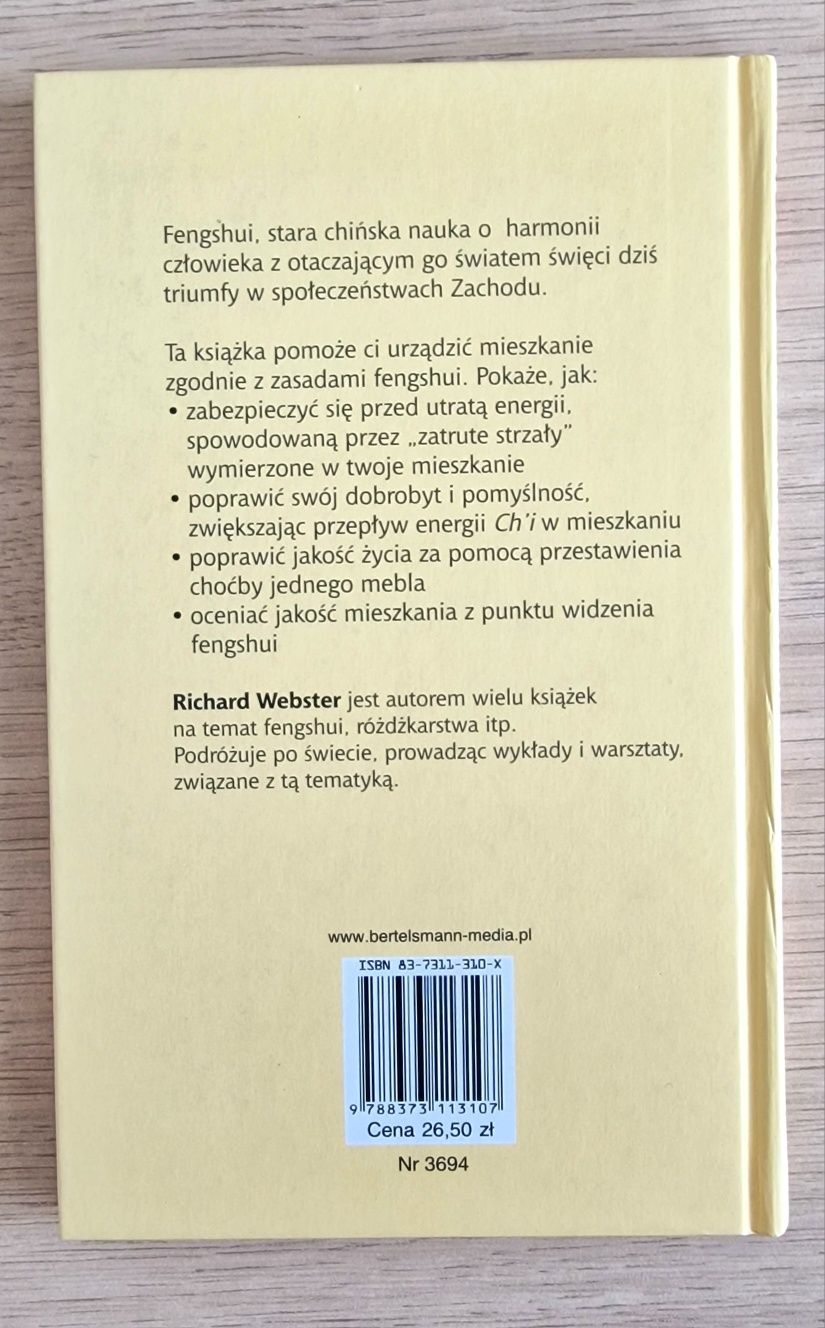 Fengshui, stara chińska nauka o harmonii
człowieka z otaczającym go światem święci dziś
triumfy w społeczeństwach Zachodu.
Ta książka pomoże ci urządzić mieszkanie
zgodnie z zasadami fengshui. Pokaże, jak:
• zabezpieczyć się przed utratą energii,
spowodowaną przez „zatrute strzały”
wymierzone w twoje mieszkanie
• poprawić swój dobrobyt i pomyślność,
zwiększając przepływ energii Ch'i w mieszkaniu
• poprawić jakość życia za pomocą przestawienia
choćby jednego mebla
• oceniać jakość mieszkania z punktu widzenia
fengshui
Richard Webster jest autorem wielu książek
na temat fengshui, różdżkarstwa itp.
Podróżuje po świecie, prowadząc wykłady i warsztaty,
związane z tą tematyką.
www.bertelsmann-media.pl
ISBN 83-7311-310-X
9 788373 113107
Cena 26,50 zł
Nr 3694